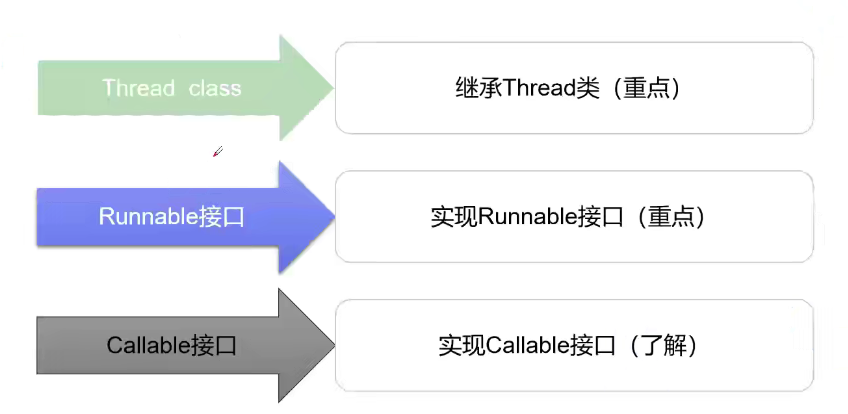 Thread class
继承Thread类（重点）
Runnable接口
实现Runnable接口（重点）
Callable接口
实现Callable接口（了解）